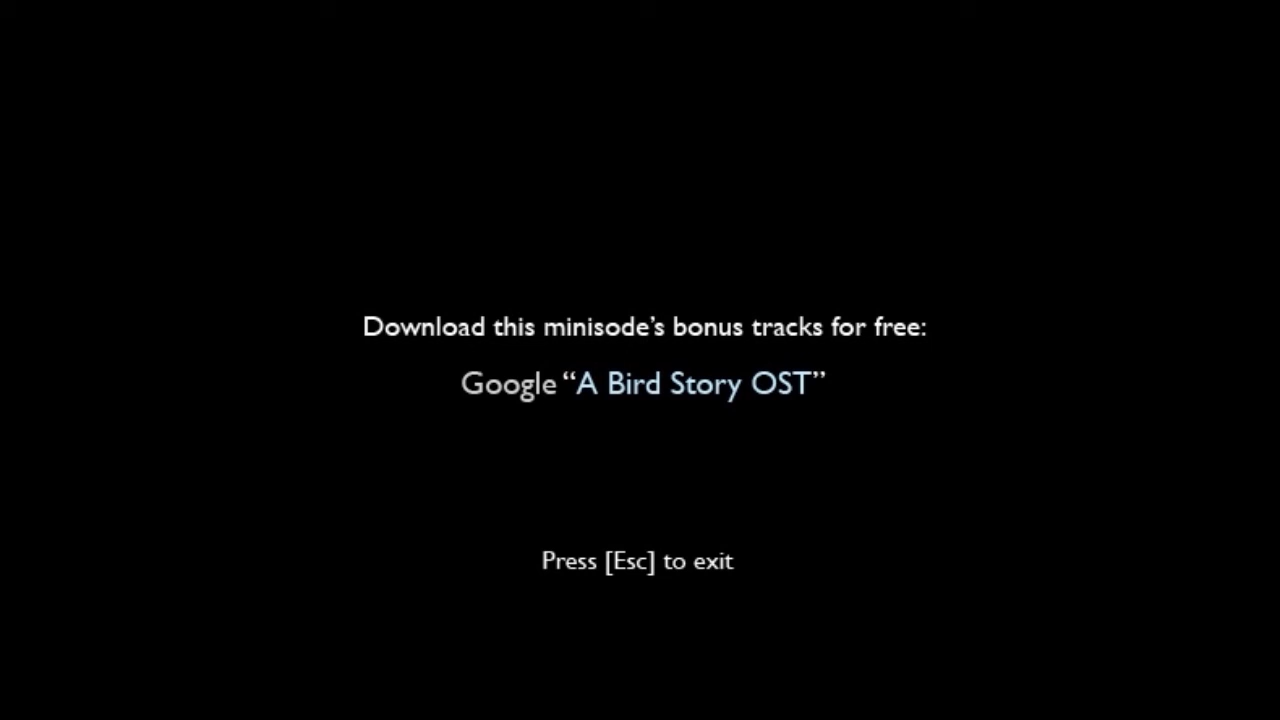 Download this minisode’s bonus tracks for free:
Google “A Bird Story OST”
Press [Esc] to exit